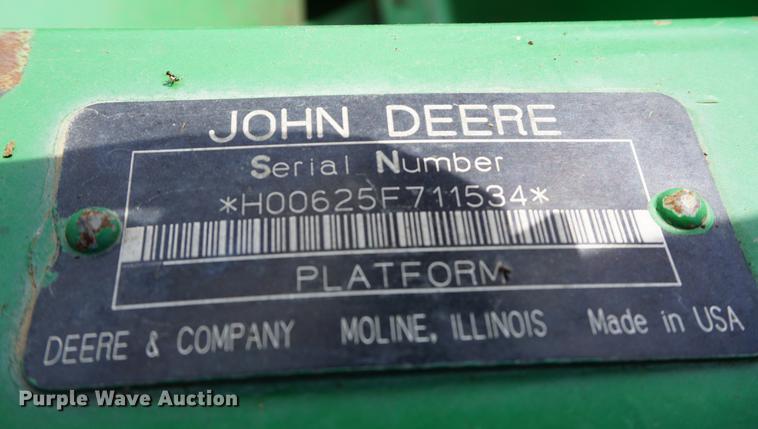 JOHN DEERE
Serial Number
*H00625F711534*
PLATFORM
DEERE & COMPANY MOLINE, ILLINOIS Made in USA
Purple Wave Auction